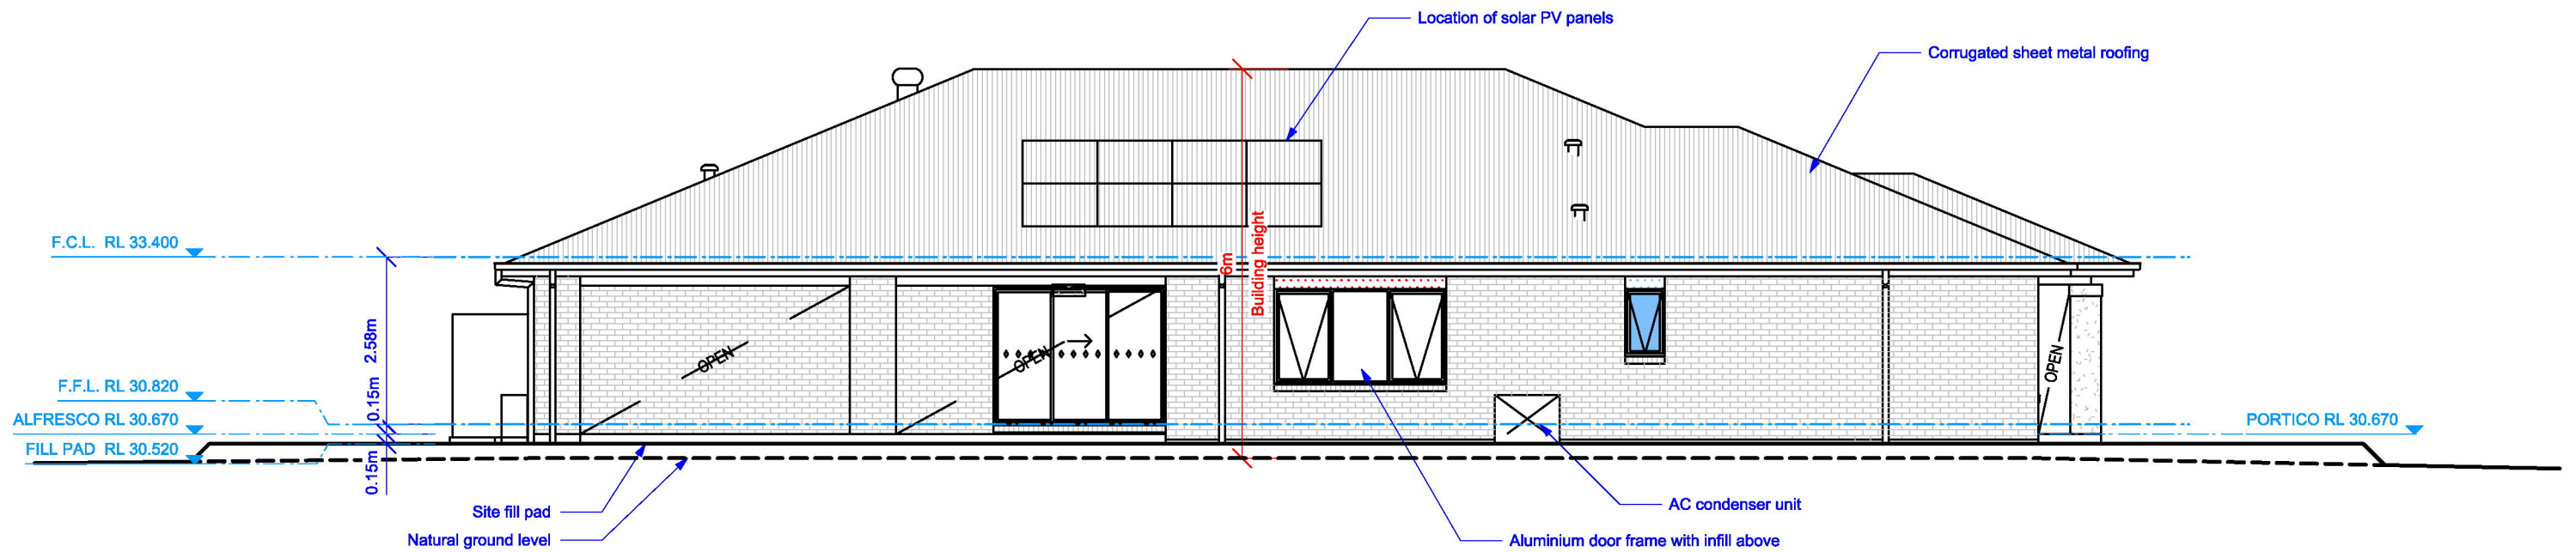 Location of solar PV panels
Corrugated sheet metal roofing
F.C.L. RL 33.400
6m
Building height
2.58m
OPEN
OPEN
OPEN
F.F.L. RL 30.820
0.15m
ALFRESCO RL 30.670
PORTICO RL 30.670
FILL PAD RL 30.520
0.15m
Site fill pad
AC condenser unit
Natural ground level
Aluminium door frame with infill above